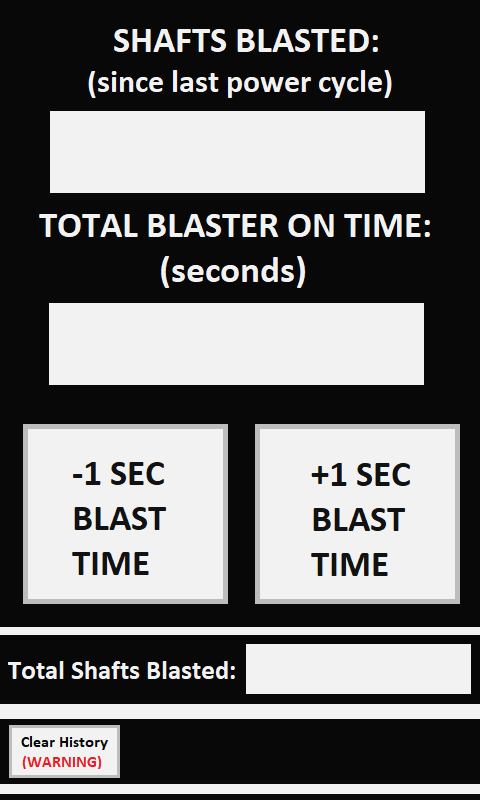 SHAFTS BLASTED:
(since last power cycle)
TOTAL BLASTER ON TIME:
(seconds)
-1 SEC
BLAST
TIME
+1 SEC
BLAST
TIME
Total Shafts Blasted:
Clear History
(WARNING)